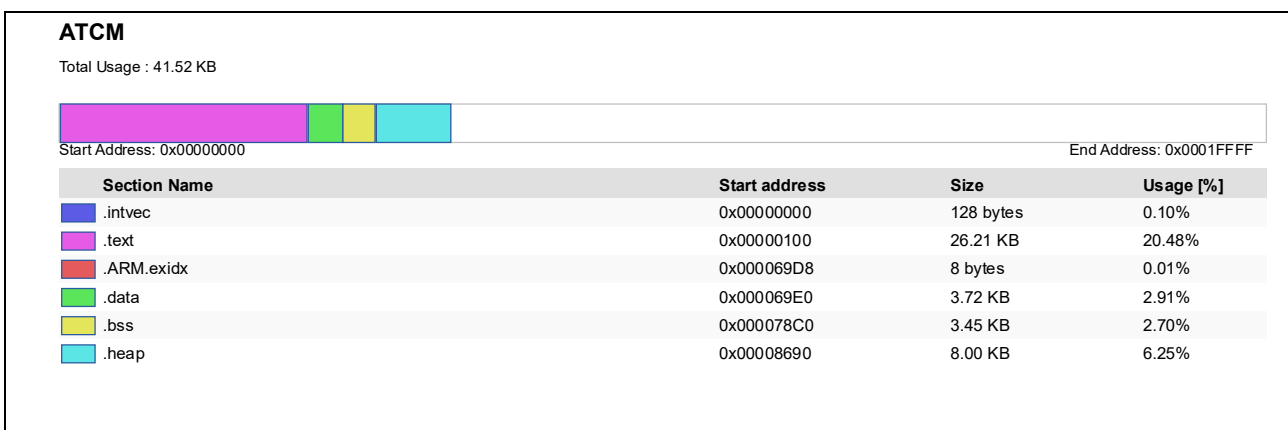 ATCM
Total Usage : 41.52 KB
Start Address: 0x00000000 End Address: 0x0001FFFF
Section Name Start address Size Usage [%]
.intvec 0x00000000 128 bytes 0.10%
.text 0x00000100 26.21 KB 20.48%
.ARM.exidx 0x000069D8 8 bytes 0.01%
.data 0x000069E0 3.72 KB 2.91%
.bss 0x000078C0 3.45 KB 2.70%
.heap 0x00008690 8.00 KB 6.25%